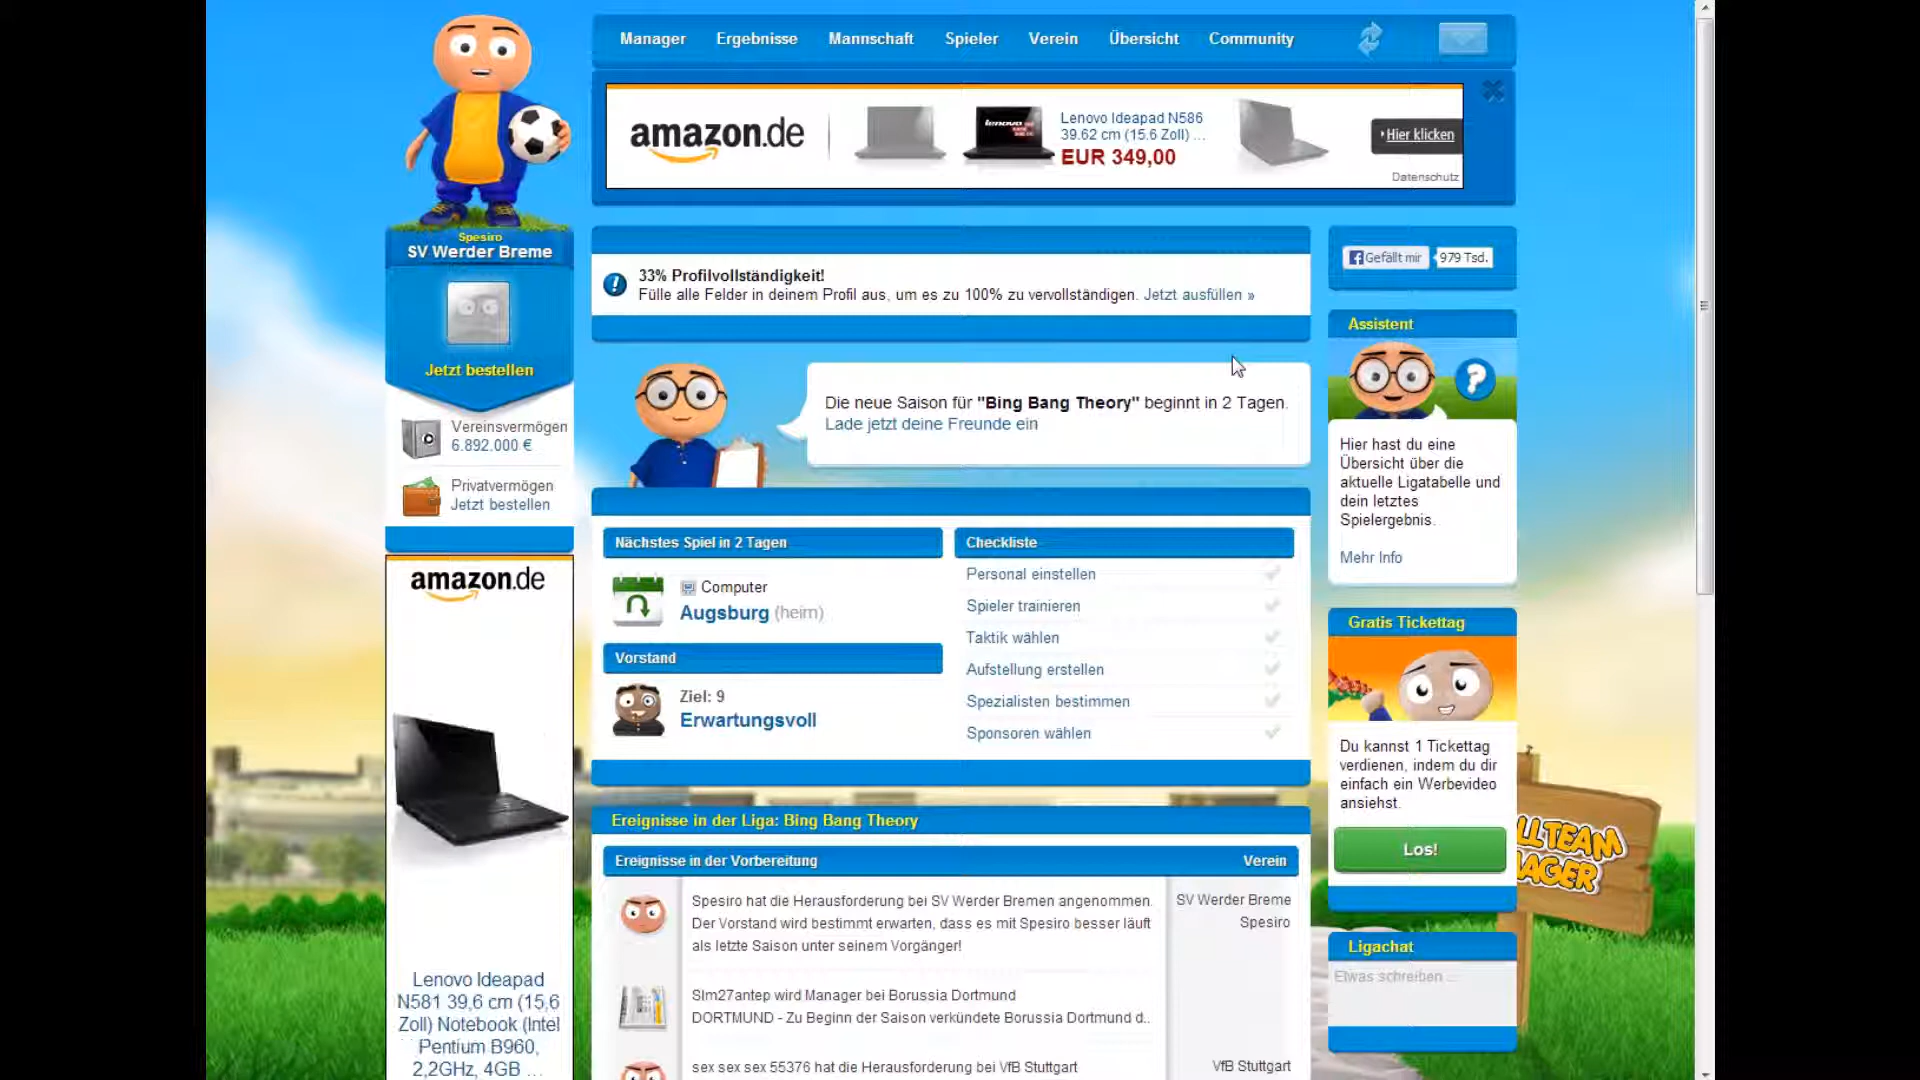 Manager Ergebnisse Mannschaft Spieler Verein Übersicht Community
amazon.de
lenovo
Lenovo Ideapad N586
39.62 cm (15.6 Zoll) ...
EUR 349,00
Hier klicken
Datenschutz
Spesiro
SV Werder Breme
Jetzt bestellen
Vereinsvermögen
6.892.000 €
Privatvermögen
Jetzt bestellen
amazon.de
Lenovo Ideapad
N581 39,6 cm (15,6
Zoll) Notebook (Intel
Pentium B960,
2,2GHz, 4GB ...
33% Profilvollständigkeit!
Fülle alle Felder in deinem Profil aus, um es zu 100% zu vervollständigen. Jetzt ausfüllen »
Die neue Saison für "Bing Bang Theory" beginnt in 2 Tagen.
Lade jetzt deine Freunde ein
Nächstes Spiel in 2 Tagen
Computer
Augsburg (heim)
Vorstand
Ziel: 9
Erwartungsvoll
Checkliste
Personal einstellen
Spieler trainieren
Taktik wählen
Aufstellung erstellen
Spezialisten bestimmen
Sponsoren wählen
Ereignisse in der Liga: Bing Bang Theory
Ereignisse in der Vorbereitung Verein
Spesiro hat die Herausforderung bei SV Werder Bremen angenommen.
Der Vorstand wird bestimmt erwarten, dass es mit Spesiro besser läuft
als letzte Saison unter seinem Vorgänger!
SV Werder Breme
Spesiro
Slm27antep wird Manager bei Borussia Dortmund
DORTMUND - Zu Beginn der Saison verkündete Borussia Dortmund d..
sex sex sex 55376 hat die Herausforderung bei VfB Stuttgart
VfB Stuttgart
Gefällt mir 979 Tsd.
Assistent
?
Hier hast du eine
Übersicht über die
aktuelle Ligatabelle und
dein letztes
Spielergebnis.
Mehr Info
Gratis Tickettag
Du kannst 1 Tickettag
verdienen, indem du dir
einfach ein Werbevideo
ansiehst.
Los!
Ligachat
Etwas schreiben ...
LLTEAM
AGER